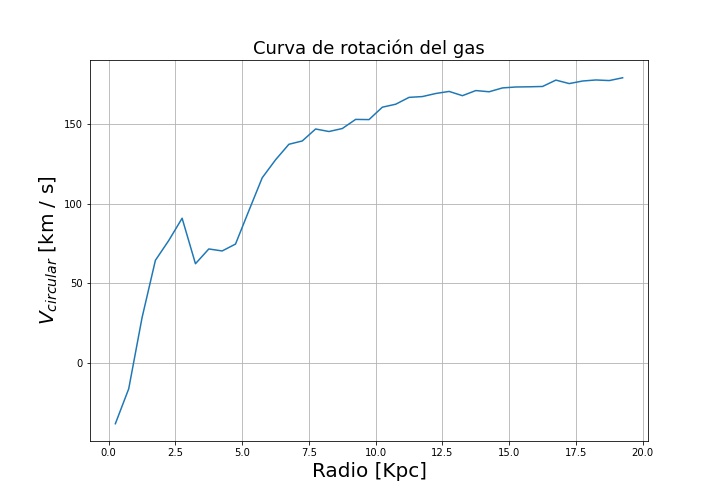 Curva de rotación del gas
V_circular [km / s]
150
100
50
0
0.0 2.5 5.0 7.5 10.0 12.5 15.0 17.5 20.0
Radio [Kpc]